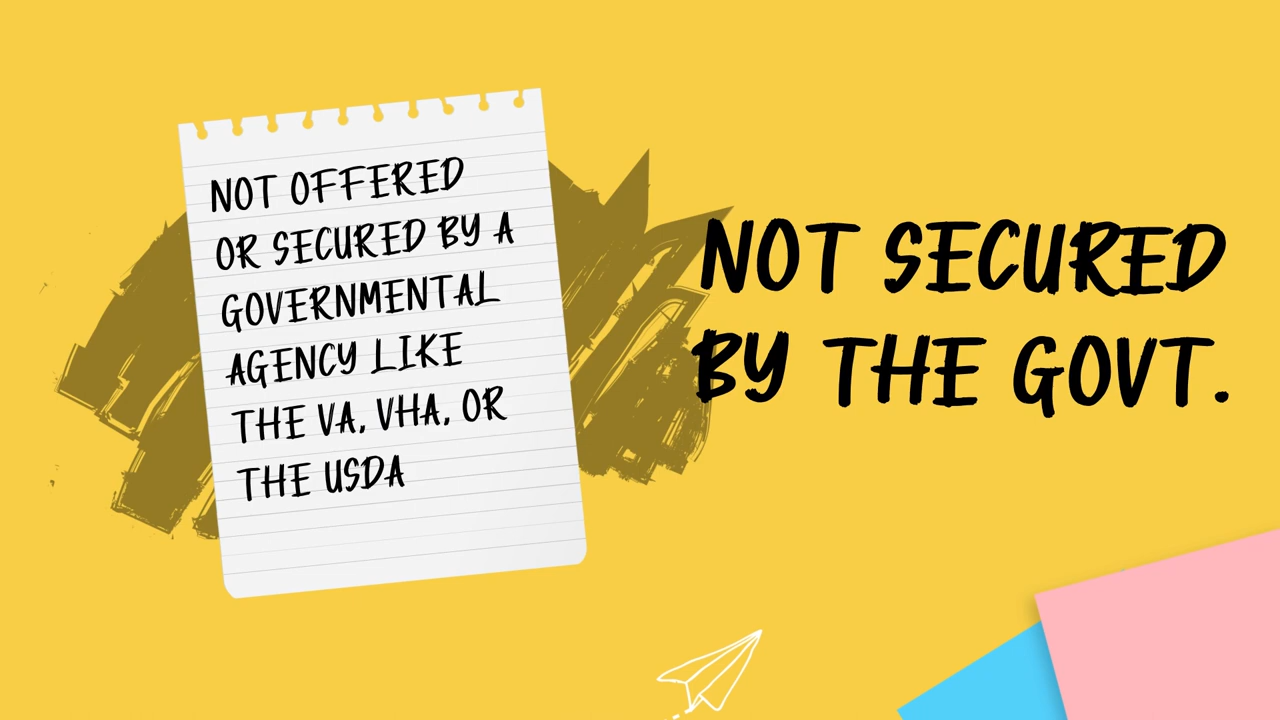 NOT OFFERED
OR SECURED BY A
GOVERNMENTAL
AGENCY LIKE
THE VA, VHA, OR
THE USDA
NOT SECURED
BY THE GOVT.